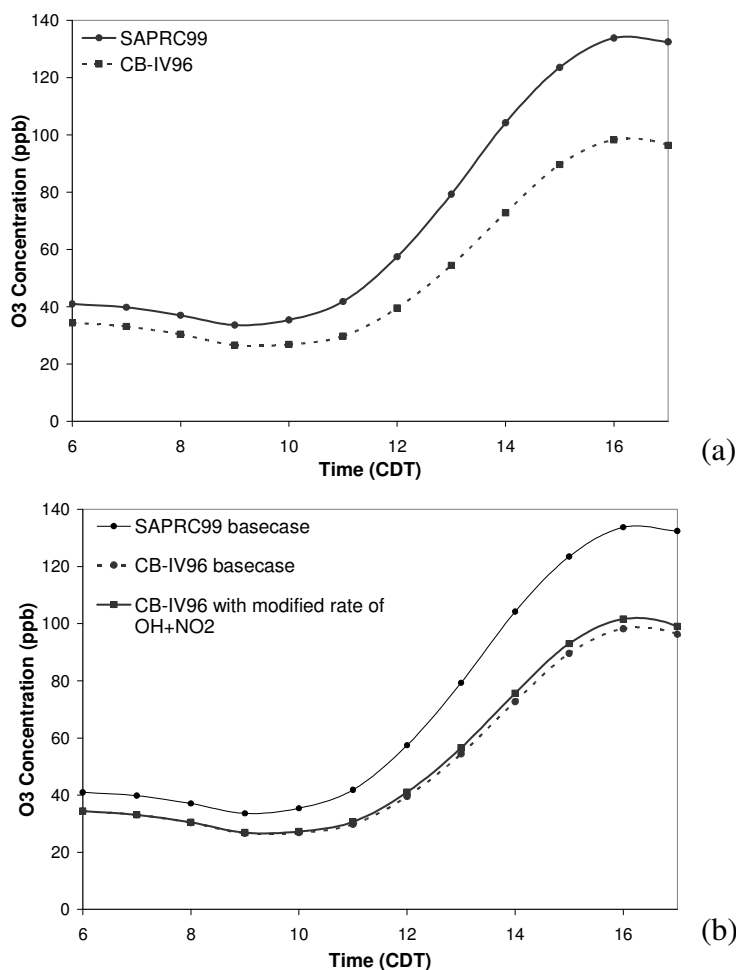 140
120
100
80
60
40
20
0
O3 Concentration (ppb)
SAPRC99
CB-IV96
6 8 10 12 14 16
Time (CDT)
(a)
140
120
100
80
60
40
20
0
O3 Concentration (ppb)
SAPRC99 basecase
CB-IV96 basecase
CB-IV96 with modified rate of
OH+NO2
6 8 10 12 14 16
Time (CDT)
(b)